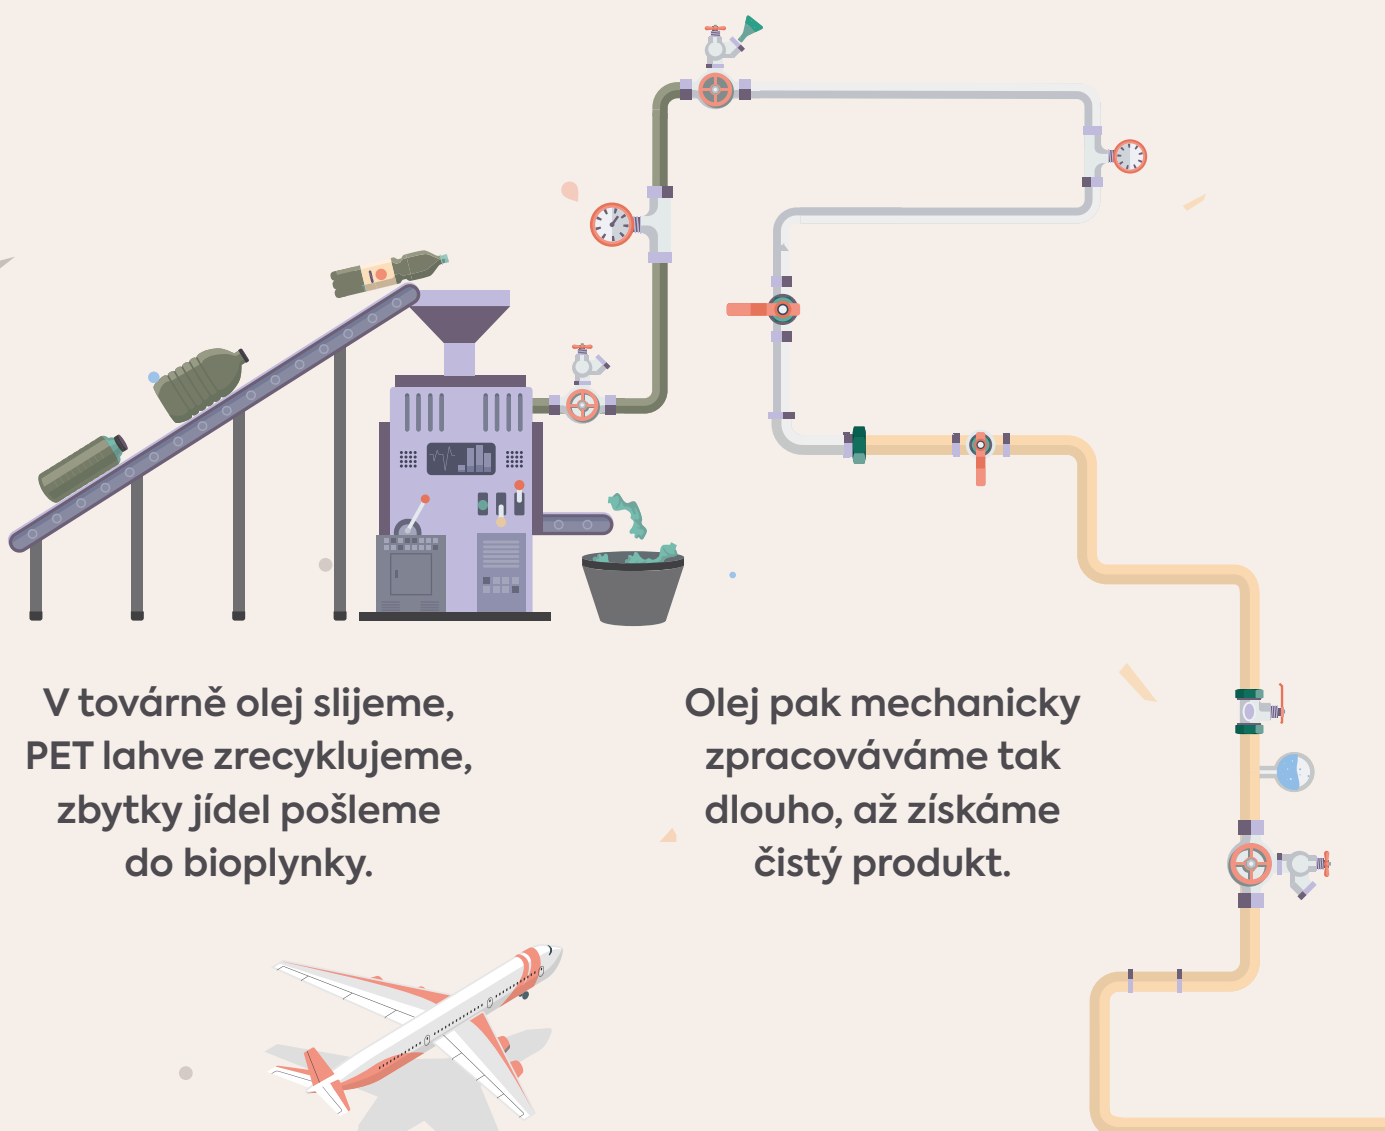 V továrně olej slijeme,
PET lahve zrecyklujeme,
zbytky jídel pošleme
do bioplynky.
Olej pak mechanicky
zpracováváme tak
dlouho, až získáme
čistý produkt.